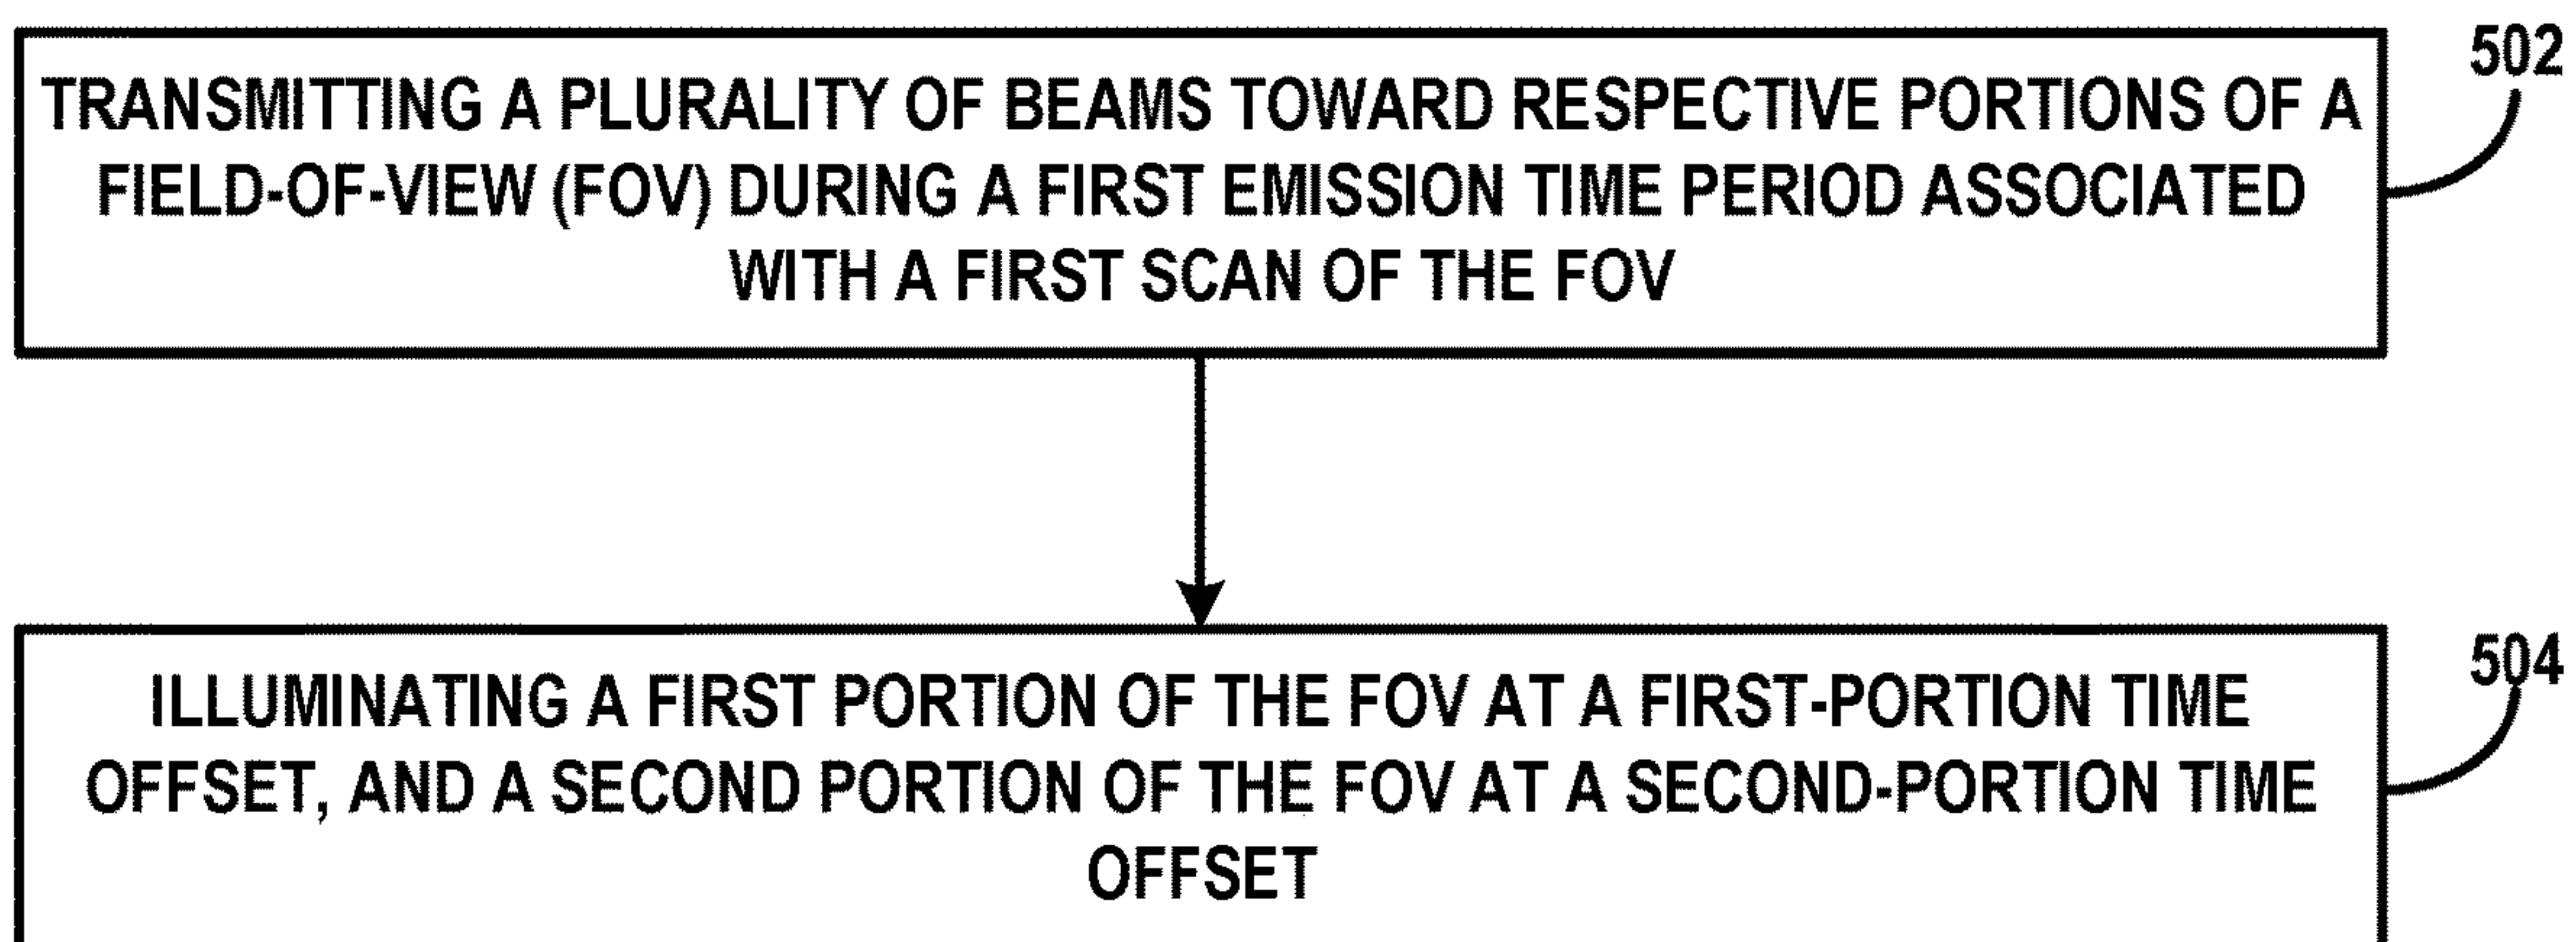 502
TRANSMITTING A PLURALITY OF BEAMS TOWARD RESPECTIVE PORTIONS OF A
FIELD-OF-VIEW (FOV) DURING A FIRST EMISSION TIME PERIOD ASSOCIATED
WITH A FIRST SCAN OF THE FOV
504
ILLUMINATING A FIRST PORTION OF THE FOV AT A FIRST-PORTION TIME
OFFSET, AND A SECOND PORTION OF THE FOV AT A SECOND-PORTION TIME
OFFSET